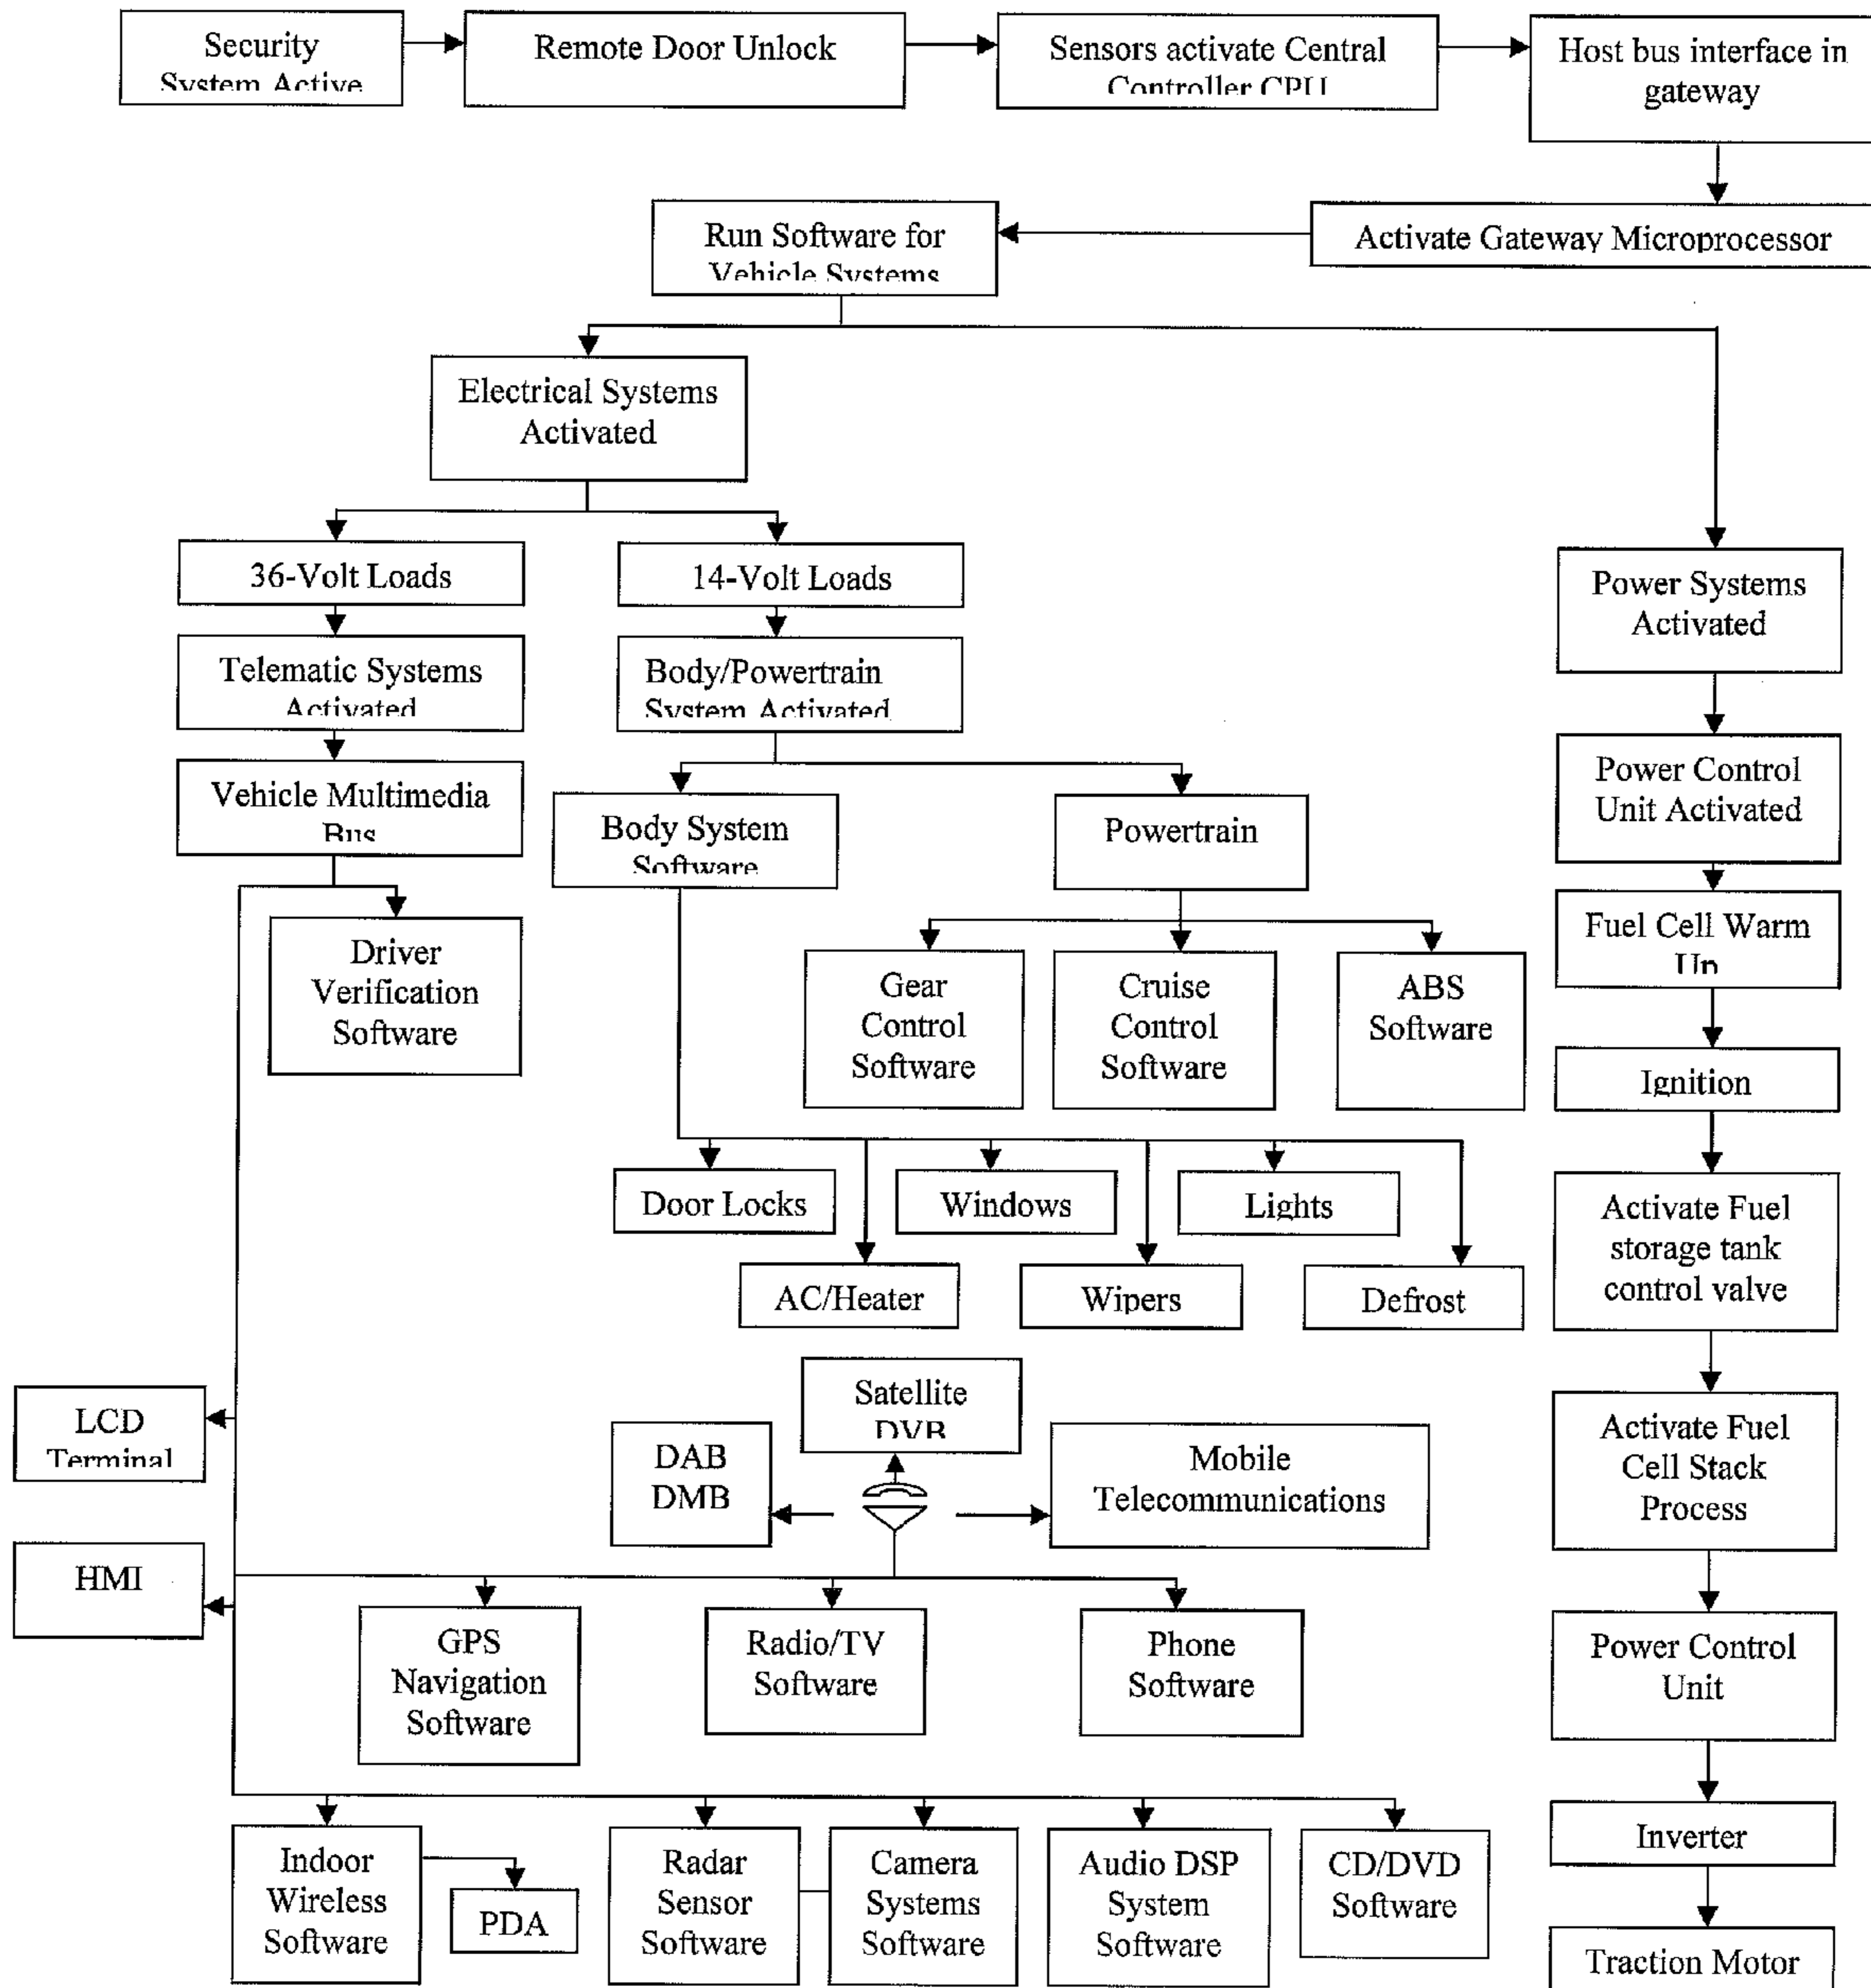 Security
System Active
Remote Door Unlock
Sensors activate Central
Controller CPU
Host bus interface in
gateway
Run Software for
Vehicle Systems
Activate Gateway Microprocessor
Electrical Systems
Activated
36-Volt Loads
14-Volt Loads
Power Systems
Activated
Telematic Systems
Activated
Body/Powertrain
System Activated
Vehicle Multimedia
Bus
Body System
Software
Powertrain
Power Control
Unit Activated
Driver
Verification
Software
Gear
Control
Software
Cruise
Control
Software
ABS
Software
Fuel Cell Warm
Up
Ignition
Door Locks
Windows
Lights
AC/Heater
Wipers
Defrost
Activate Fuel
storage tank
control valve
LCD
Terminal
Satellite
DVB
DAB
DMB
Mobile
Telecommunications
Activate Fuel
Cell Stack
Process
HMI
GPS
Navigation
Software
Radio/TV
Software
Phone
Software
Power Control
Unit
Inverter
Indoor
Wireless
Software
PDA
Radar
Sensor
Software
Camera
Systems
Software
Audio DSP
System
Software
CD/DVD
Software
Traction Motor